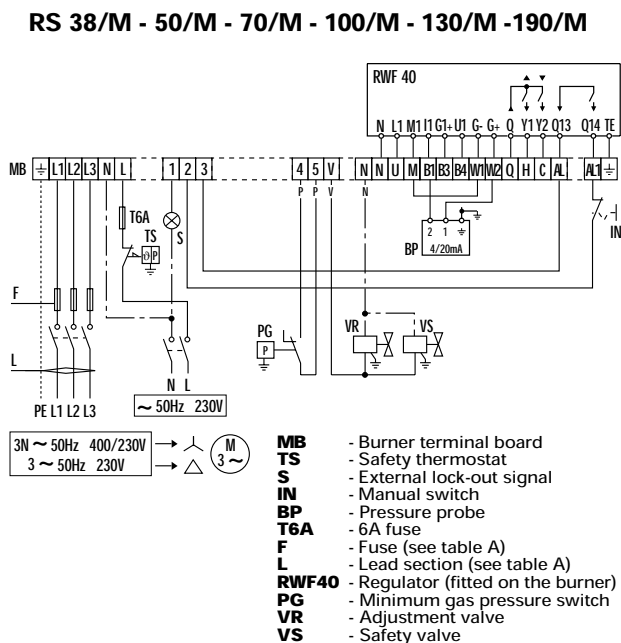 RS 38/M - 50/M - 70/M - 100/M - 130/M -190/M
RWF 40
N L1 M1 I1 G1+ U1 G- G+ Q Y1 Y2 Q13 Q14 TE
MB L1 L2 L3 N L 1 2 3 4 5 V N N U M B1 B3 B4 W1 W2 Q H C AL AL1
P P V N
T6A
TS
ϑ P
S
2 1
BP 4/20mA
IN
F
PG
P
VR VS
L
N L
PE L1 L2 L3
~ 50Hz 230V
3N ~ 50Hz 400/230V
3 ~ 50Hz 230V
M
3 ~
MB - Burner terminal board
TS - Safety thermostat
S - External lock-out signal
IN - Manual switch
BP - Pressure probe
T6A - 6A fuse
F - Fuse (see table A)
L - Lead section (see table A)
RWF40 - Regulator (fitted on the burner)
PG - Minimum gas pressure switch
VR - Adjustment valve
VS - Safety valve